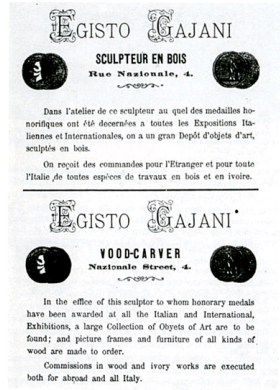 EGISTO GAJANI
SCULPTEUR EN BOIS
Rue Nazionale, 4.
Dans l'atelier de ce sculpteur au quel des medailles ho-
norifiques ont été decernées a toutes les Expositions Ita-
liennes et Internationales, on a un gran Depôt d'objets d'art,
sculptés en bois.
On reçoit des commandes pour l'Etranger et pour toute
l'Italie de toutes espèces de travaux en bois et en ivoire.
EGISTO GAJANI
WOOD-CARVER
Nazionale Street, 4.
In the effice of this sculptor to whom honorary medals
have been awarded at all the Italian and International,
Exhibitions, a large Collection of Obyets of Art are to
be found; and picture frames and furniture of all kinds of
wood are made to order.
Commissions in wood and ivory works are executed
both for abroad and all Italy.